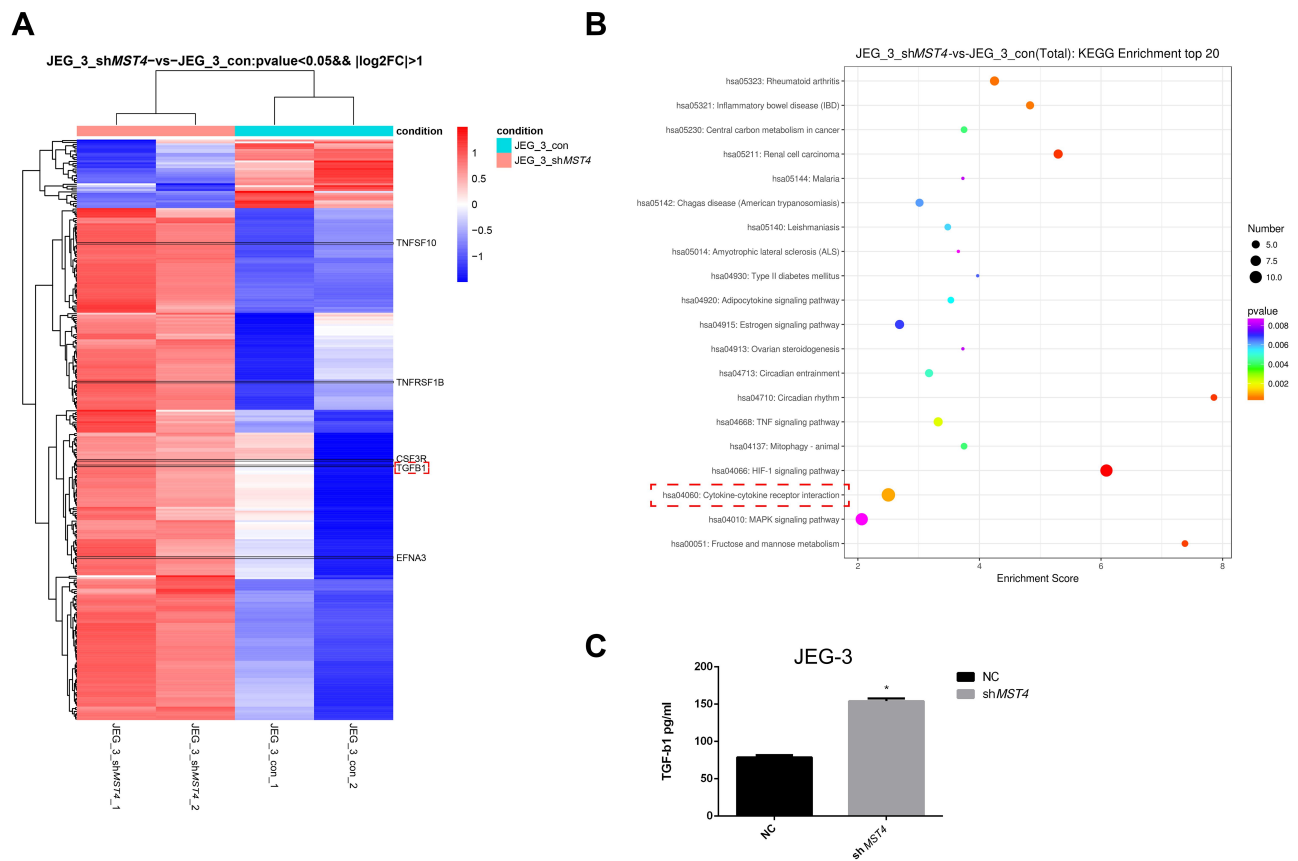 A
JEG_3_shMST4−vs−JEG_3_con:pvalue<0.05&& |log2FC|>1
condition
condition
JEG_3_con
JEG_3_shMST4
1
0.5
0
−0.5
−1
TNFSF10
TNFRSF1B
CSF3R
TGFB1
EFNA3
JEG_3_shMST4_1
JEG_3_shMST4_2
JEG_3_con_1
JEG_3_con_2
B
JEG_3_shMST4-vs-JEG_3_con(Total): KEGG Enrichment top 20
hsa05323: Rheumatoid arthritis
hsa05321: Inflammatory bowel disease (IBD)
hsa05230: Central carbon metabolism in cancer
hsa05211: Renal cell carcinoma
hsa05144: Malaria
hsa05142: Chagas disease (American trypanosomiasis)
hsa05140: Leishmaniasis
hsa05014: Amyotrophic lateral sclerosis (ALS)
hsa04930: Type II diabetes mellitus
hsa04920: Adipocytokine signaling pathway
hsa04915: Estrogen signaling pathway
hsa04913: Ovarian steroidogenesis
hsa04713: Circadian entrainment
hsa04710: Circadian rhythm
hsa04668: TNF signaling pathway
hsa04137: Mitophagy - animal
hsa04066: HIF-1 signaling pathway
hsa04060: Cytokine-cytokine receptor interaction
hsa04010: MAPK signaling pathway
hsa00051: Fructose and mannose metabolism
2
4
6
8
Enrichment Score
Number
5.0
7.5
10.0
pvalue
0.008
0.006
0.004
0.002
C
JEG-3
TGF-b1 pg/ml
200
150
100
50
0
*
NC
sh MST4
NC
shMST4